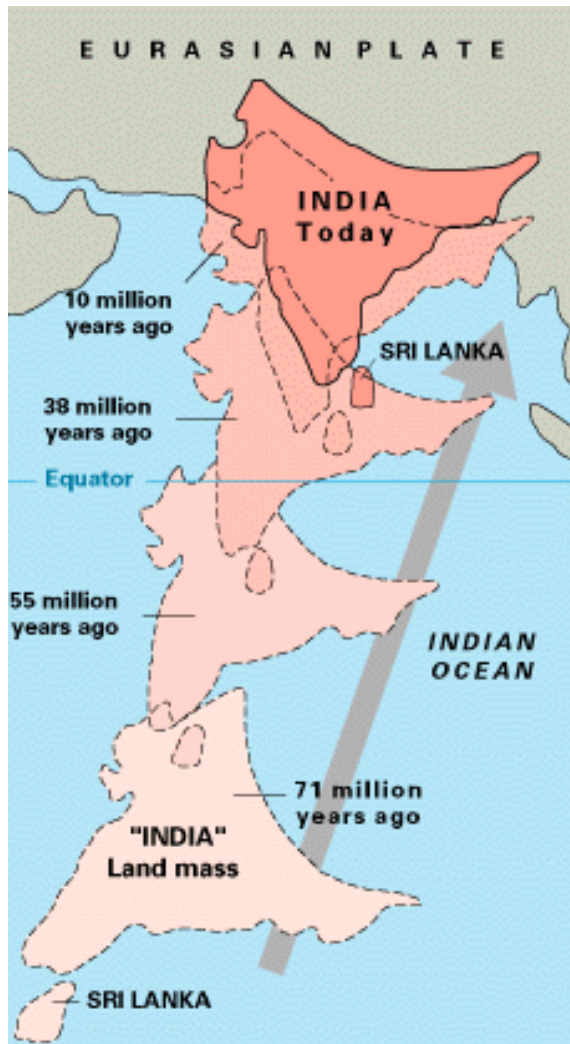 EURASIAN PLATE
INDIA
Today
10 million
years ago
SRI LANKA
38 million
years ago
Equator
55 million
years ago
INDIAN
OCEAN
71 million
years ago
"INDIA"
Land mass
SRI LANKA